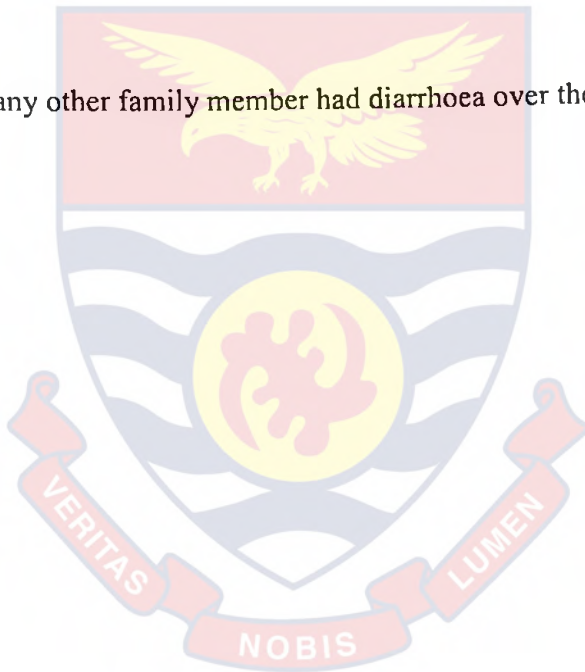 any other family member had diarrhoea over the
VERITAS
NOBIS
LUMEN